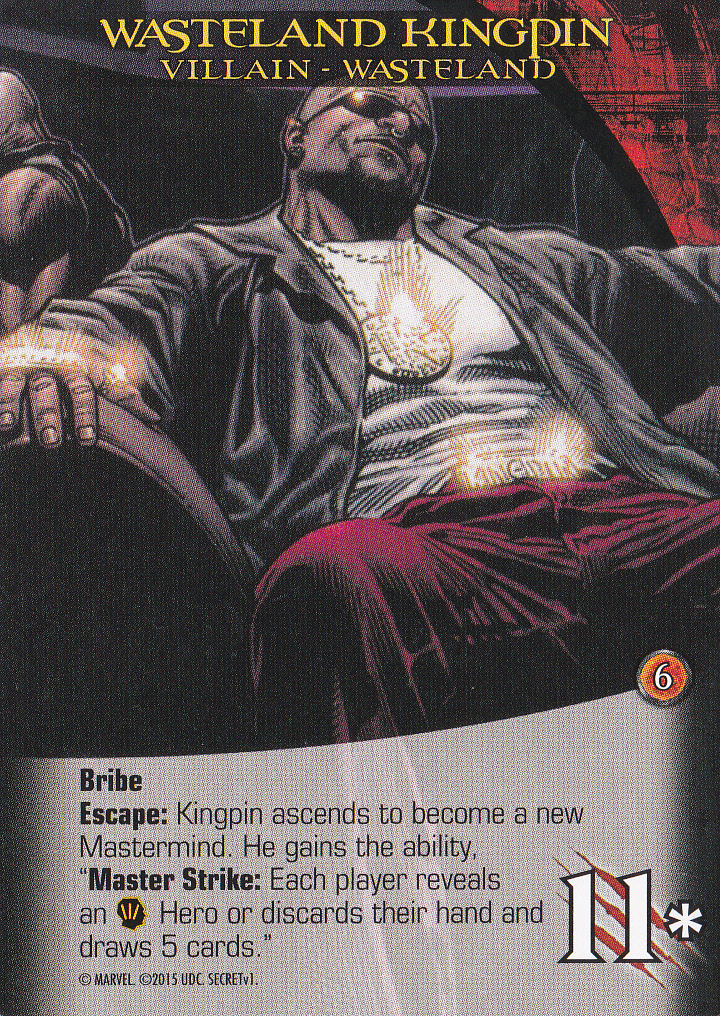 WASTELAND KINGPIN
VILLAIN - WASTELAND
6
Bribe
Escape: Kingpin ascends to become a new
Mastermind. He gains the ability,
“Master Strike: Each player reveals
an Hero or discards their hand and
draws 5 cards.”
11*
© MARVEL. ©2015 UDC. SECRETv1.